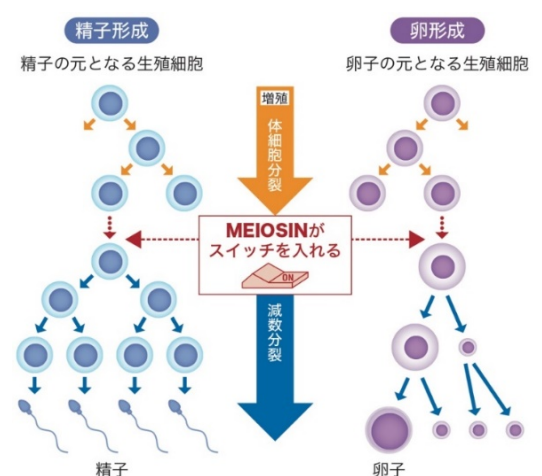 精子形成
卵形成
精子の元となる生殖細胞
卵子の元となる生殖細胞
増殖
体細胞分裂
MEIOSINが
スイッチを入れる
ON
減数分裂
精子
卵子